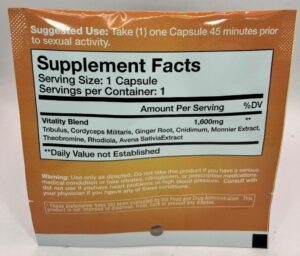 Suggested Use: Take (1) one Capsule 45 minutes prior
to sexual activity.
Supplement Facts
Serving Size: 1 Capsule
Servings per Container: 1
Amount Per Serving %DV
Vitality Blend 1,600mg **
Tribulus, Cordyceps Militaris, Ginger Root, Cnidimum, Monnier Extract,
Theobromine, Rhodiola, Avena SativaExtract
**Daily Value not Established
Warning: Use only as directed. Do not take this product if you have a serious
medical condition or take nitrates, nitroglycerin, or prescription medications.
did not use if you have heart problems or high blood pressure. Consult with
your physician if you have any of these conditions.
These statements have not been evaluated by the Food and Drug Administration. This
product is not intended to diagnose, treat, cure or prevent any disease.